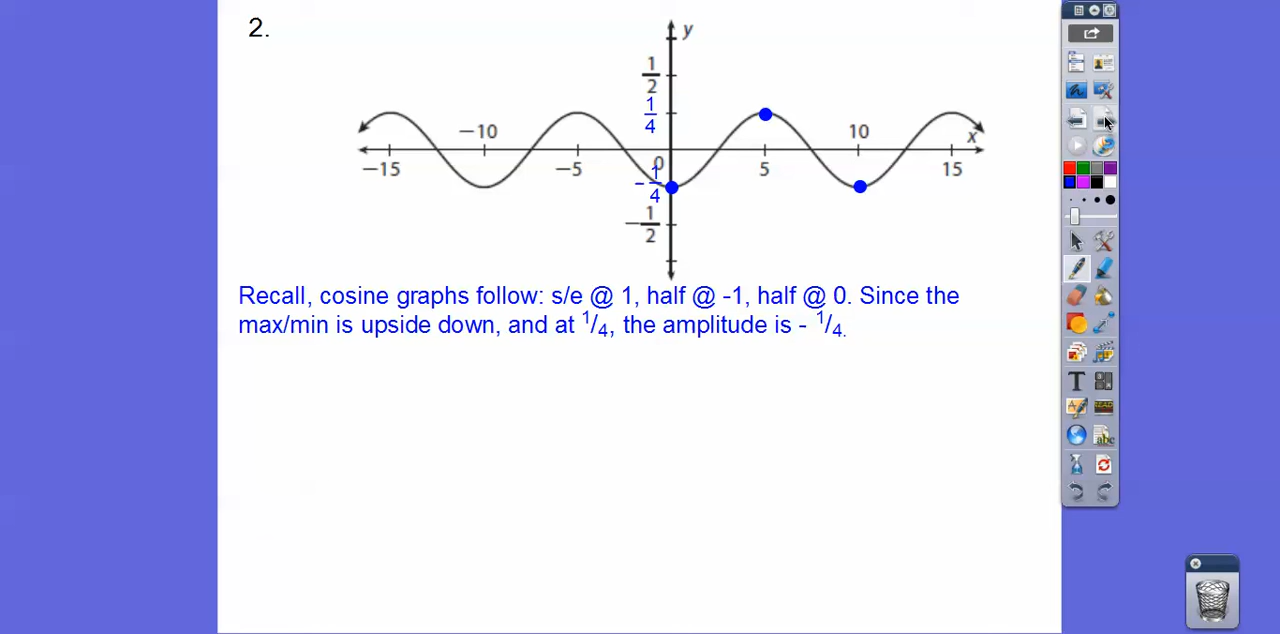 2.
y
1/2
1/4
−10
10
x
−15
−5
0
5
15
- 1/4
−1/2
Recall, cosine graphs follow: s/e @ 1, half @ -1, half @ 0. Since the
max/min is upside down, and at 1/4, the amplitude is - 1/4.
T
abc